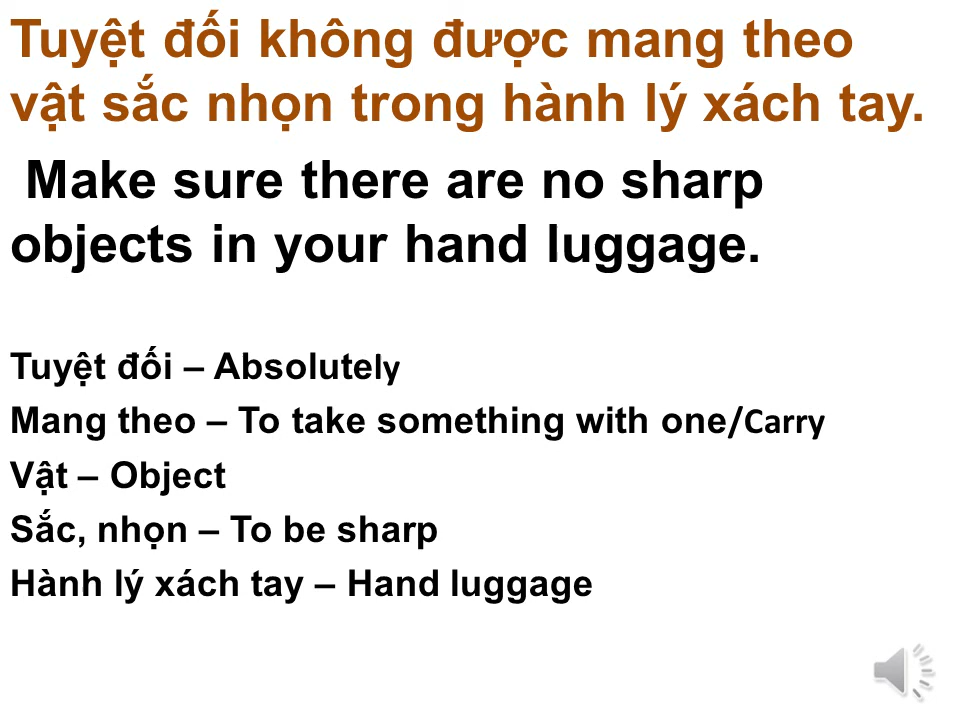 Tuyệt đối không được mang theo
vật sắc nhọn trong hành lý xách tay.
Make sure there are no sharp
objects in your hand luggage.
Tuyệt đối – Absolutely
Mang theo – To take something with one/Carry
Vật – Object
Sắc, nhọn – To be sharp
Hành lý xách tay – Hand luggage